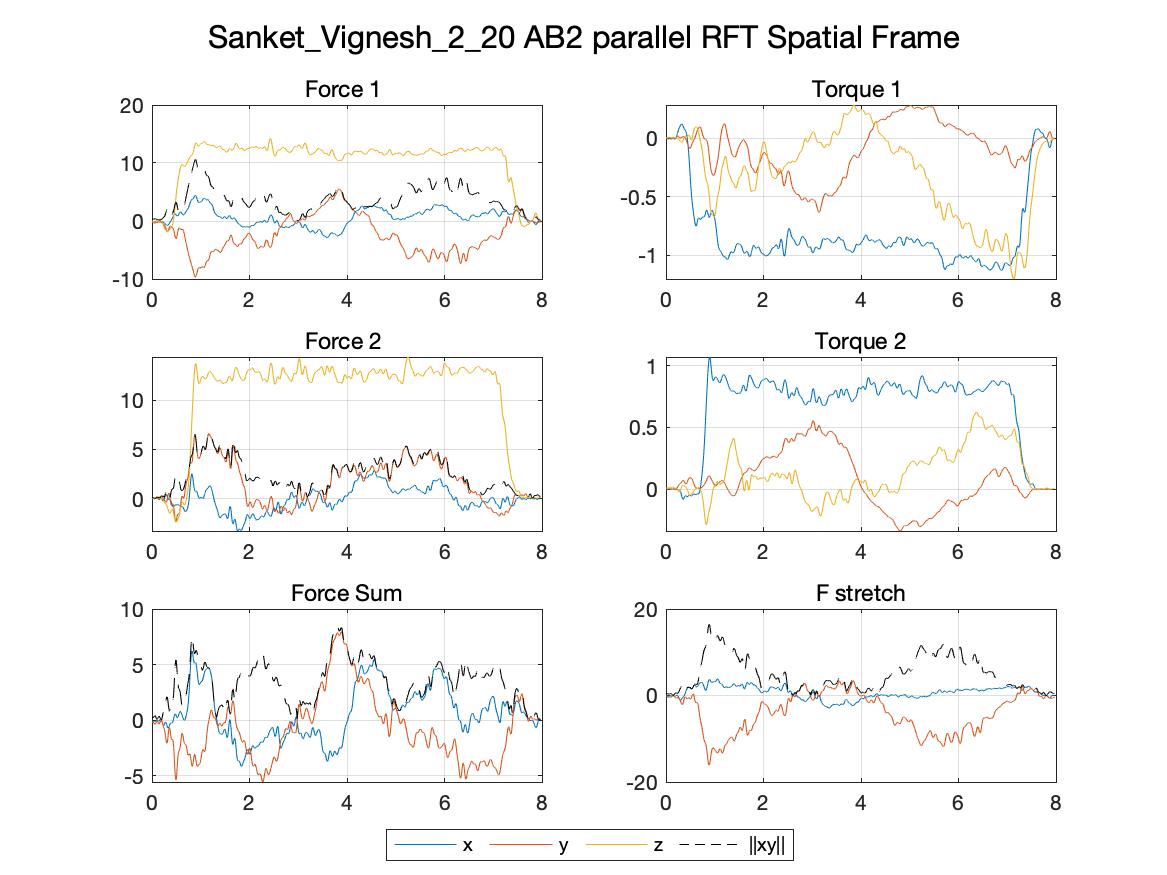 Sanket_Vignesh_2_20 AB2 parallel RFT Spatial Frame
Force 1
20
10
0
-10
0 2 4 6 8
Torque 1
0
-0.5
-1
0 2 4 6 8
Force 2
10
5
0
0 2 4 6 8
Torque 2
1
0.5
0
0 2 4 6 8
Force Sum
10
5
0
-5
0 2 4 6 8
F stretch
20
0
-20
0 2 4 6 8
x y z ||xy||